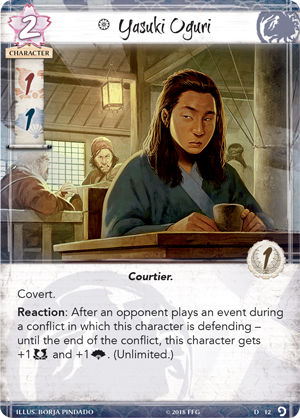 Yasuki Oguri
2
CHARACTER
1
1
1
Courtier.
Covert.
Reaction: After an opponent plays an event during
a conflict in which this character is defending –
until the end of the conflict, this character gets
+1 and +1. (Unlimited.)
ILLUS. BORJA PINDADO © 2018 FFG D 12